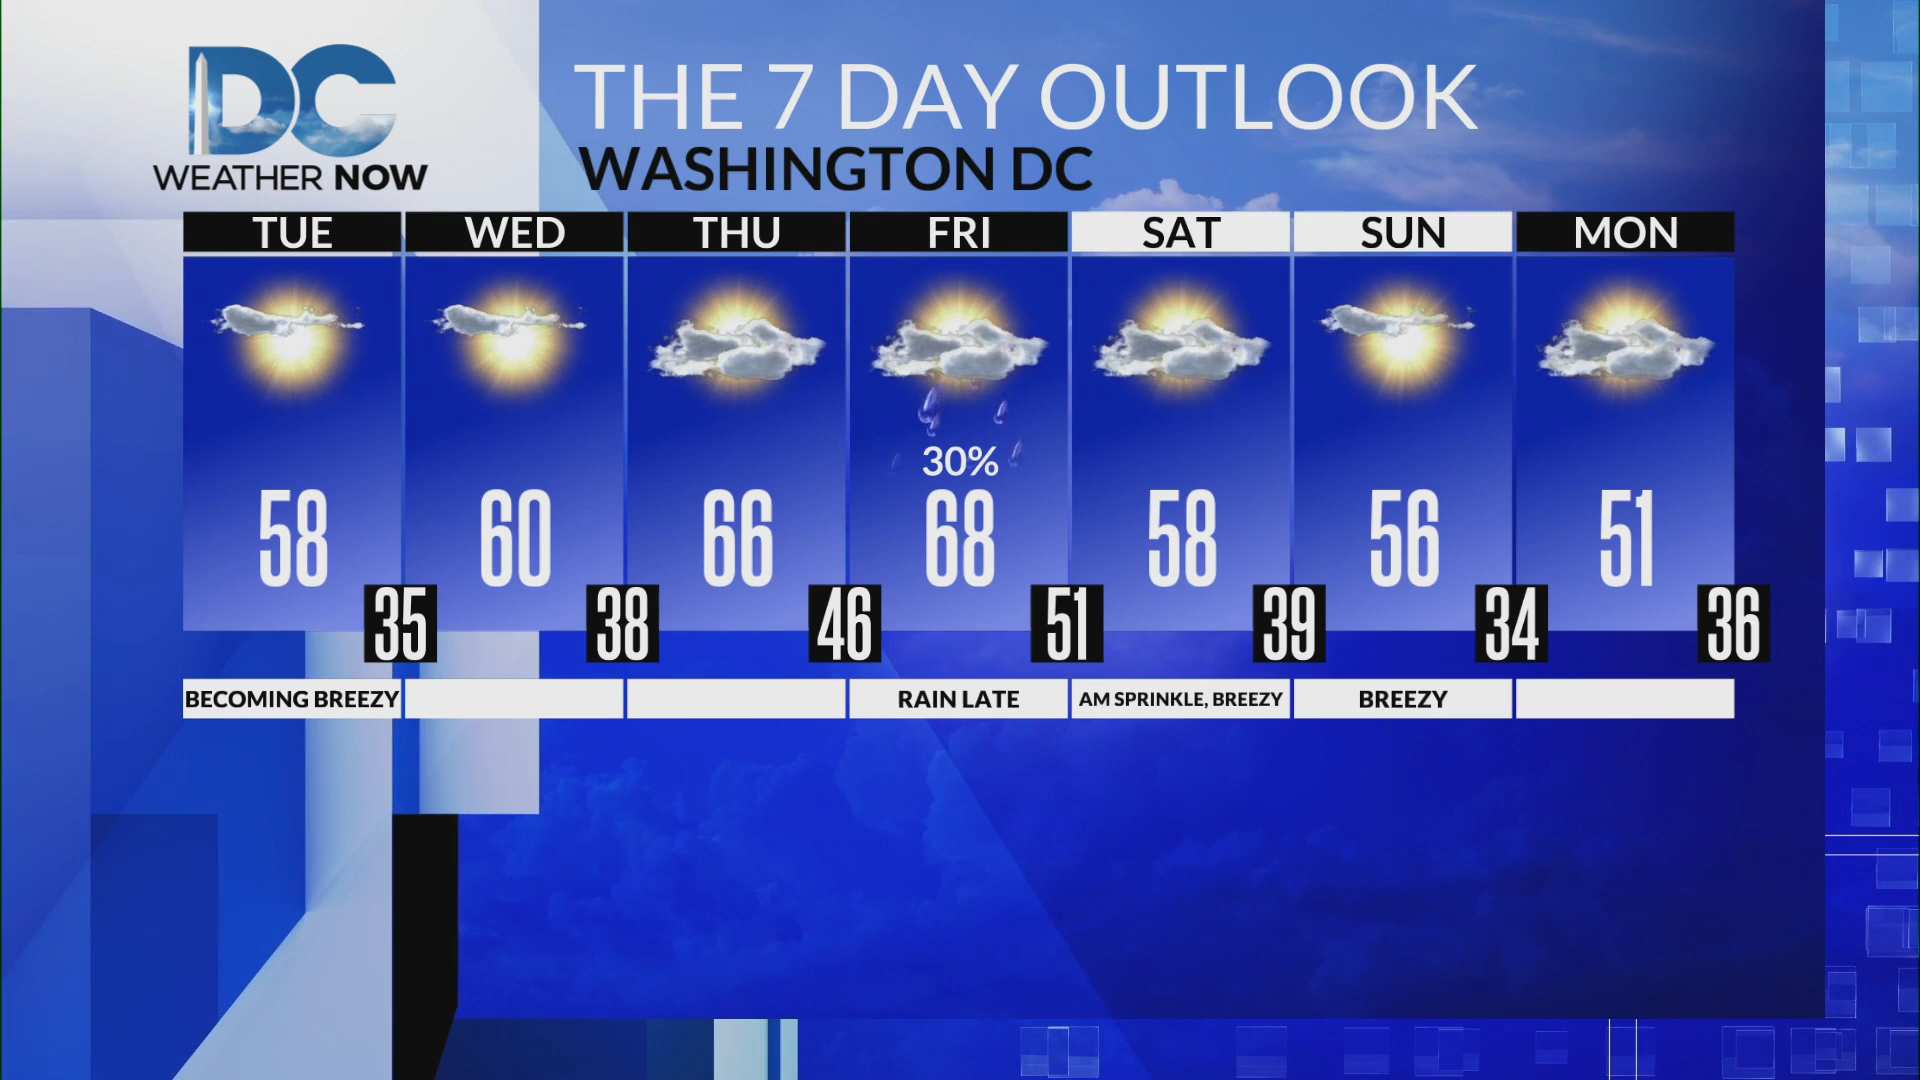 DC
WEATHER NOW
THE 7 DAY OUTLOOK
WASHINGTON DC
TUE WED THU FRI SAT SUN MON
30%
58 60 66 68 58 56 51
35 38 46 51 39 34 36
BECOMING BREEZY RAIN LATE AM SPRINKLE, BREEZY BREEZY